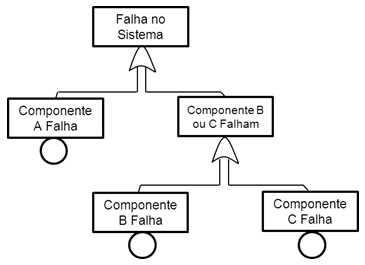 Falha no
Sistema
Componente
A Falha
Componente B
ou C Falham
Componente
B Falha
Componente
C Falha